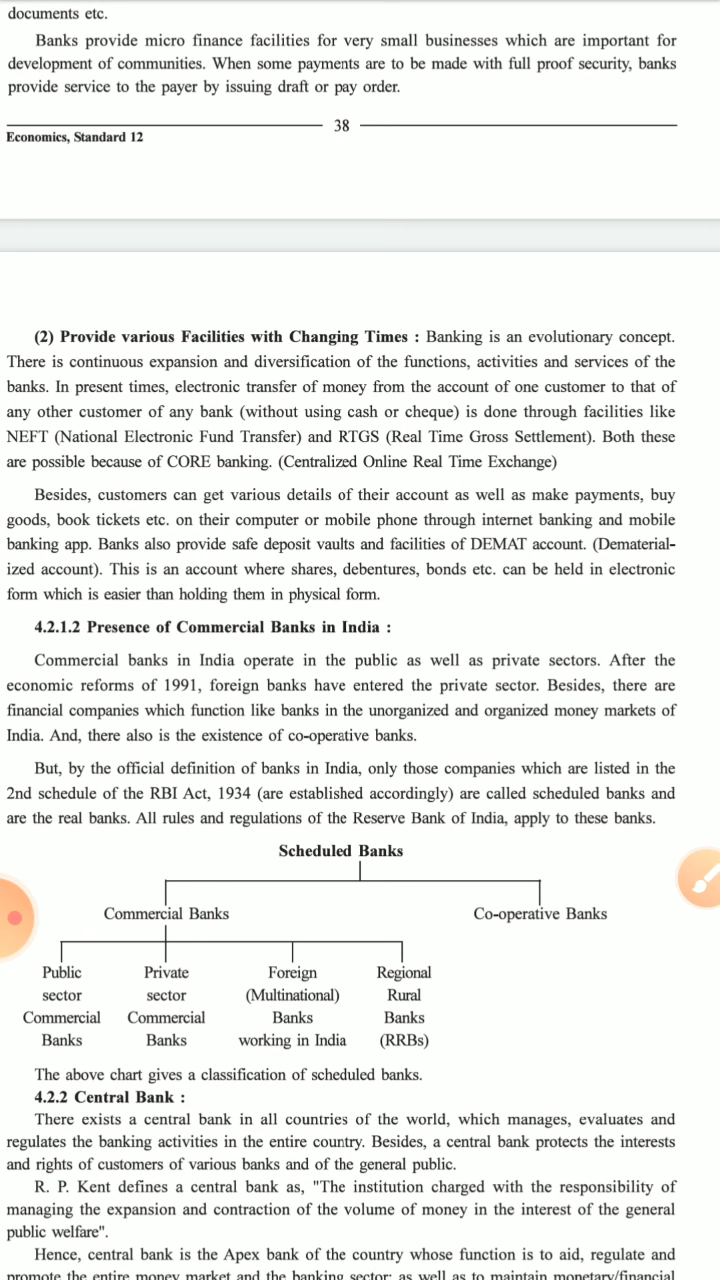 documents etc.
Banks provide micro finance facilities for very small businesses which are important for
development of communities. When some payments are to be made with full proof security, banks
provide service to the payer by issuing draft or pay order.
38
Economics, Standard 12
(2) Provide various Facilities with Changing Times : Banking is an evolutionary concept.
There is continuous expansion and diversification of the functions, activities and services of the
banks. In present times, electronic transfer of money from the account of one customer to that of
any other customer of any bank (without using cash or cheque) is done through facilities like
NEFT (National Electronic Fund Transfer) and RTGS (Real Time Gross Settlement). Both these
are possible because of CORE banking. (Centralized Online Real Time Exchange)
Besides, customers can get various details of their account as well as make payments, buy
goods, book tickets etc. on their computer or mobile phone through internet banking and mobile
banking app. Banks also provide safe deposit vaults and facilities of DEMAT account. (Dematerial-
ized account). This is an account where shares, debentures, bonds etc. can be held in electronic
form which is easier than holding them in physical form.
4.2.1.2 Presence of Commercial Banks in India :
Commercial banks in India operate in the public as well as private sectors. After the
economic reforms of 1991, foreign banks have entered the private sector. Besides, there are
financial companies which function like banks in the unorganized and organized money markets of
India. And, there also is the existence of co-operative banks.
But, by the official definition of banks in India, only those companies which are listed in the
2nd schedule of the RBI Act, 1934 (are established accordingly) are called scheduled banks and
are the real banks. All rules and regulations of the Reserve Bank of India, apply to these banks.
Scheduled Banks
Commercial Banks Co-operative Banks
Public Private Foreign Regional
sector sector (Multinational) Rural
Commercial Commercial Banks Banks
Banks Banks working in India (RRBs)
The above chart gives a classification of scheduled banks.
4.2.2 Central Bank :
There exists a central bank in all countries of the world, which manages, evaluates and
regulates the banking activities in the entire country. Besides, a central bank protects the interests
and rights of customers of various banks and of the general public.
R. P. Kent defines a central bank as, "The institution charged with the responsibility of
managing the expansion and contraction of the volume of money in the interest of the general
public welfare".
Hence, central bank is the Apex bank of the country whose function is to aid, regulate and
promote the entire money market and the banking sector; as well as to maintain monetary/financial